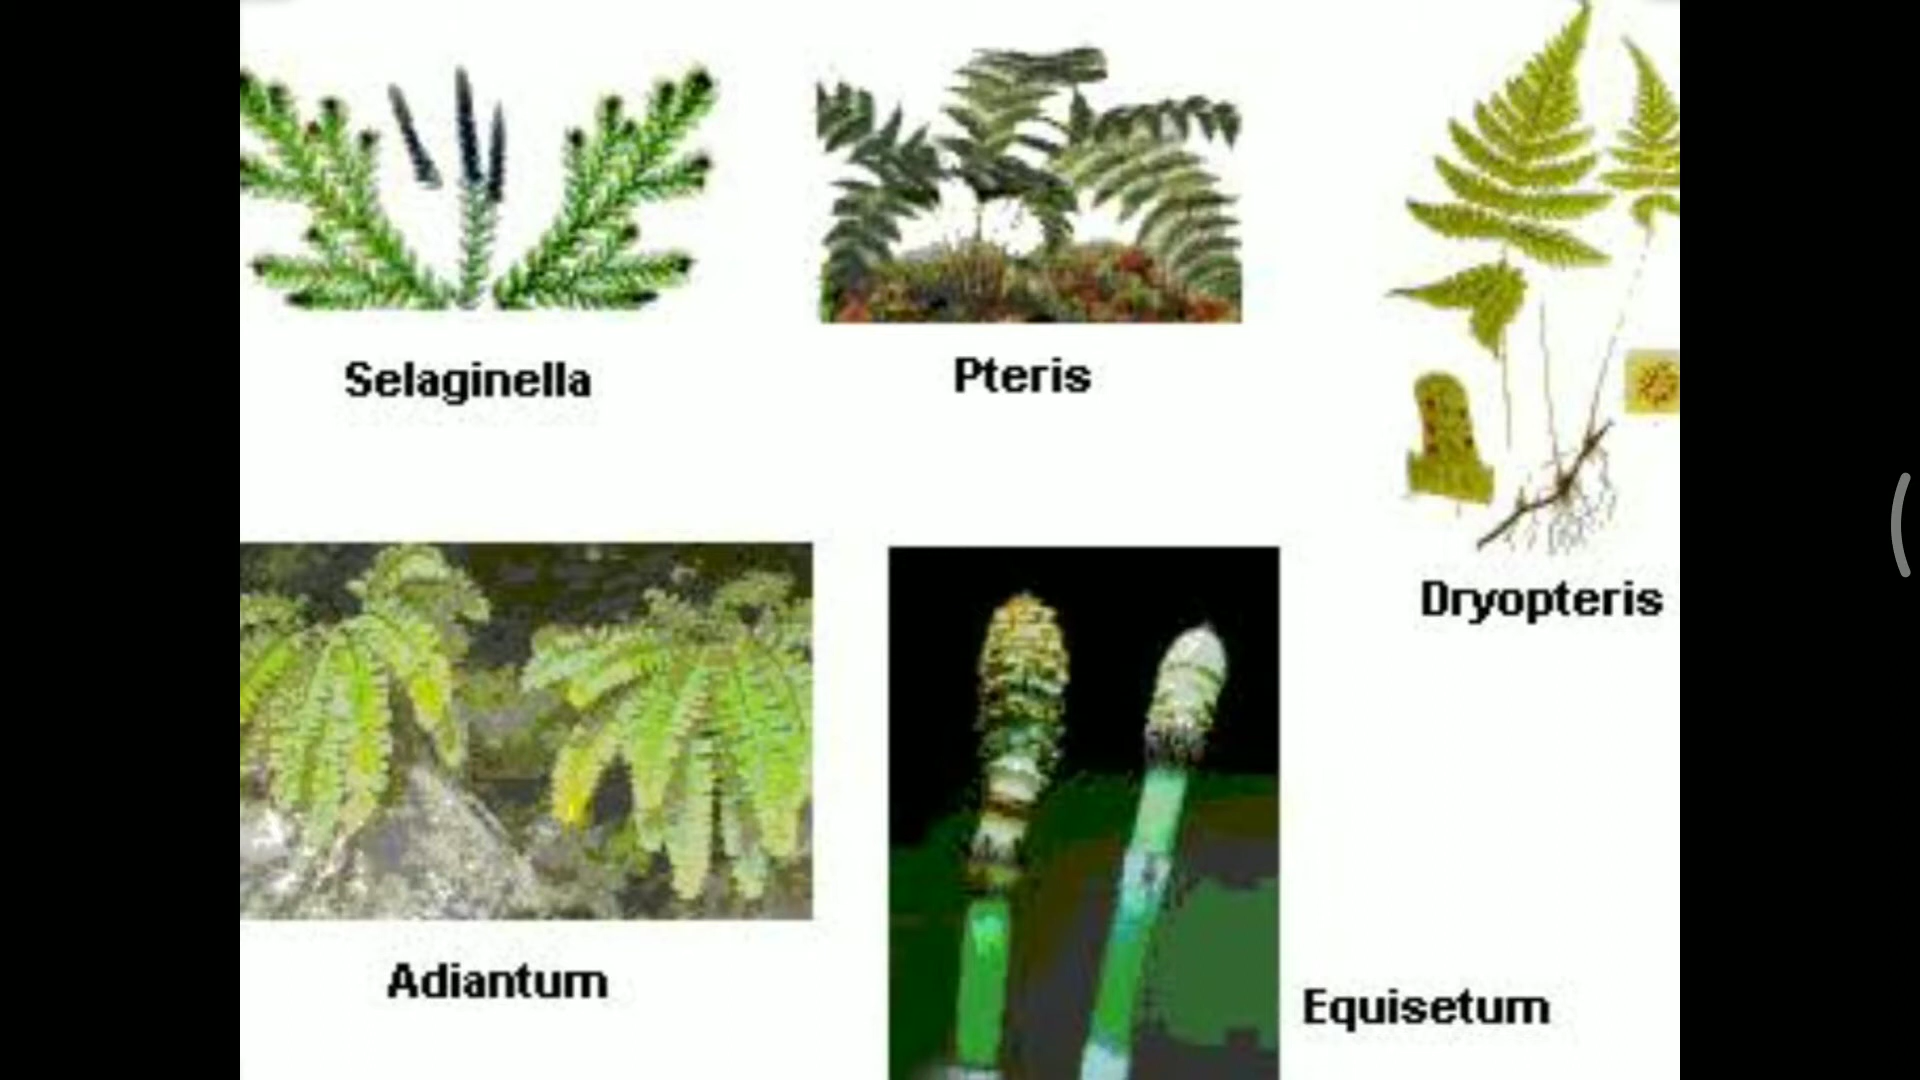 Selaginella
Pteris
Dryopteris
Adiantum
Equisetum